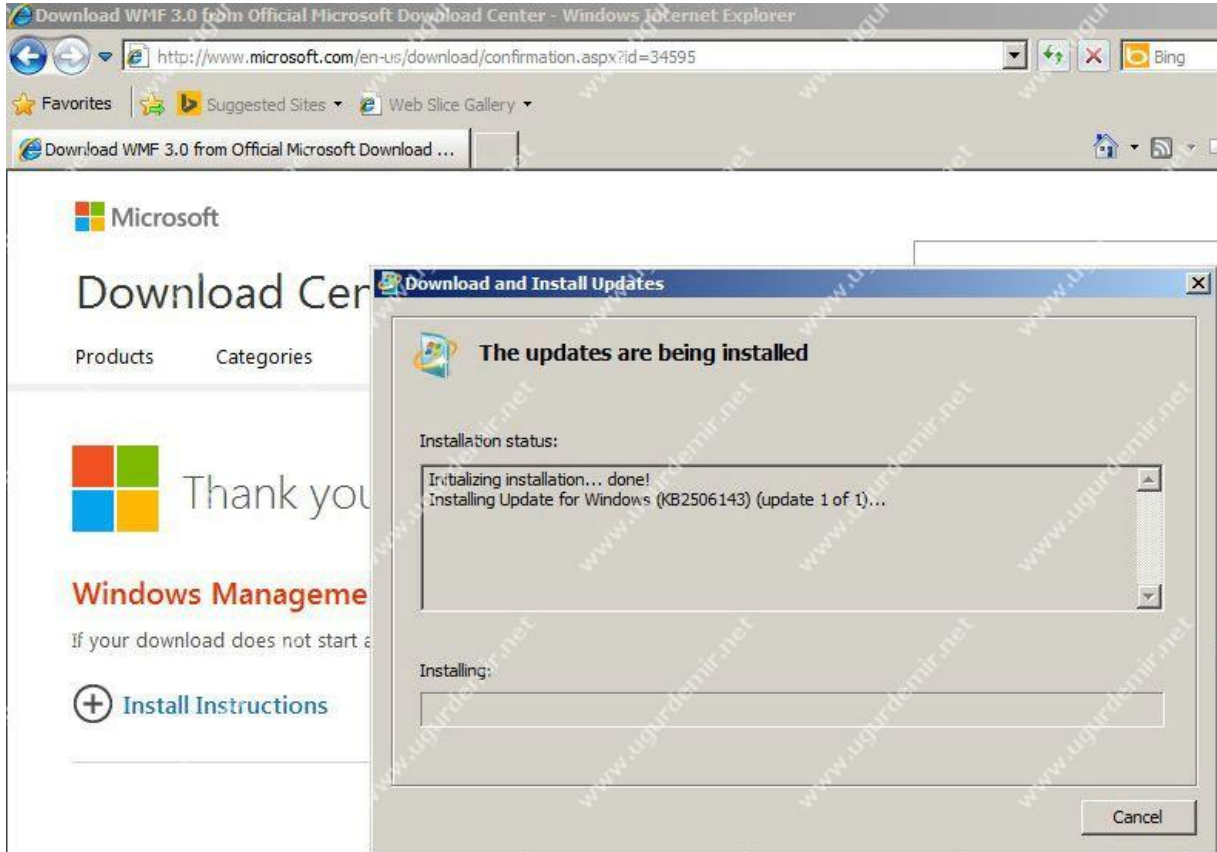 Download WMF 3.0 from Official Microsoft Download Center - Windows Internet Explorer
http://www.microsoft.com/en-us/download/confirmation.aspx?id=34595
Bing
Favorites
Suggested Sites
Web Slice Gallery
Download WMF 3.0 from Official Microsoft Download ...
Microsoft
Download Cer
Products
Categories
Thank you
Windows Manageme
If your download does not start a
Install Instructions
Download and Install Updates
The updates are being installed
Installation status:
Initializing installation... done!
Installing Update for Windows (KB2506143) (update 1 of 1)...
Installing:
Cancel
www.ugurdemir.net